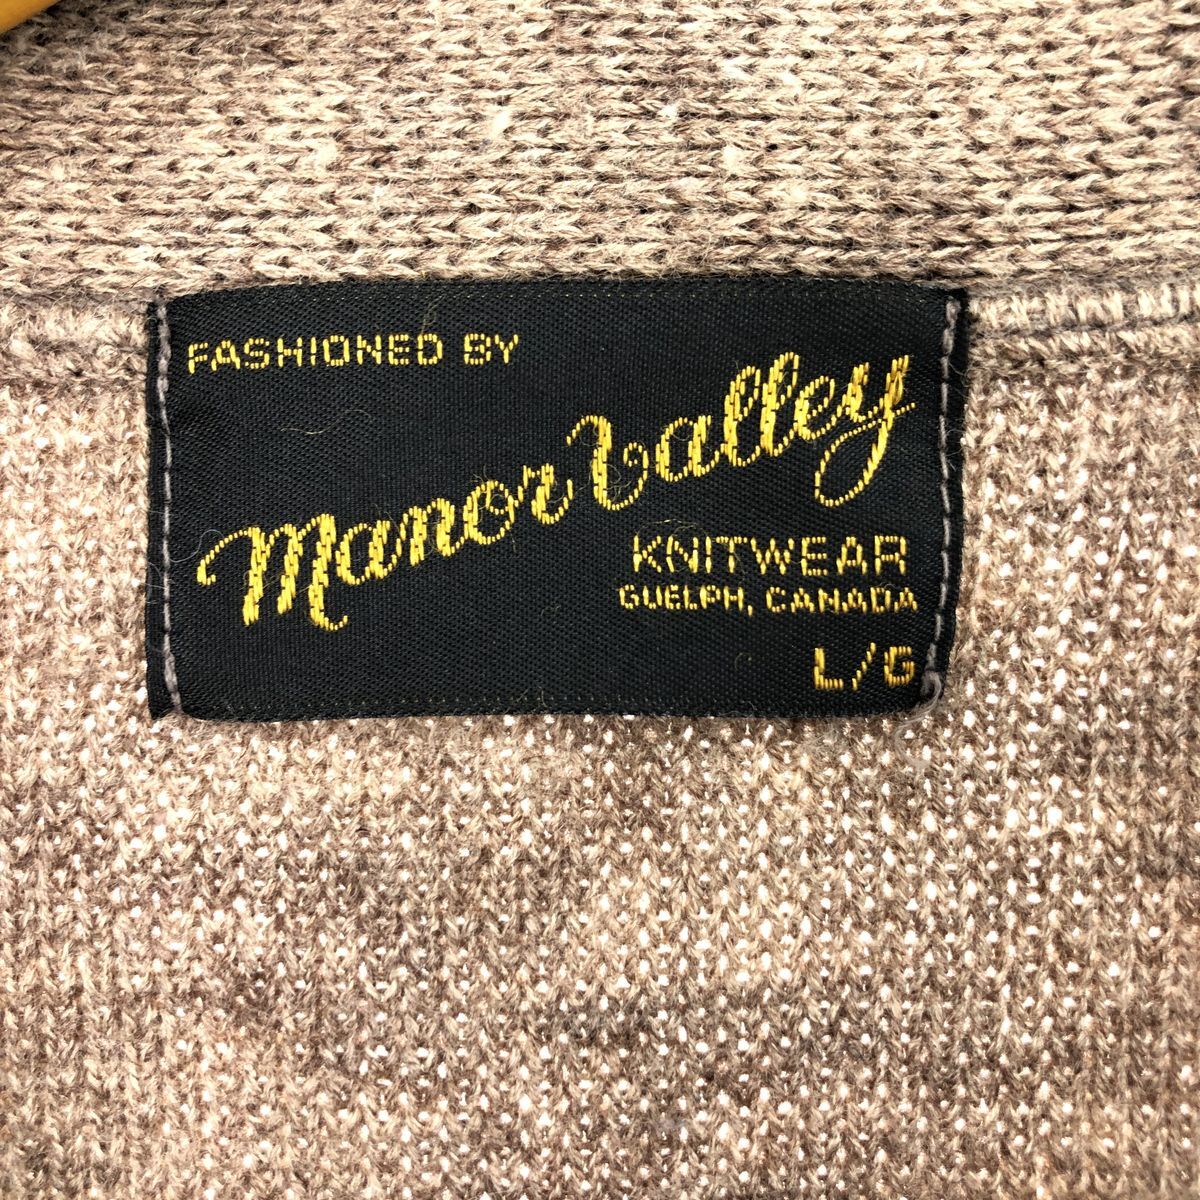 FASHIONED BY
Manor Valley
KNITWEAR
GUELPH, CANADA
L/G